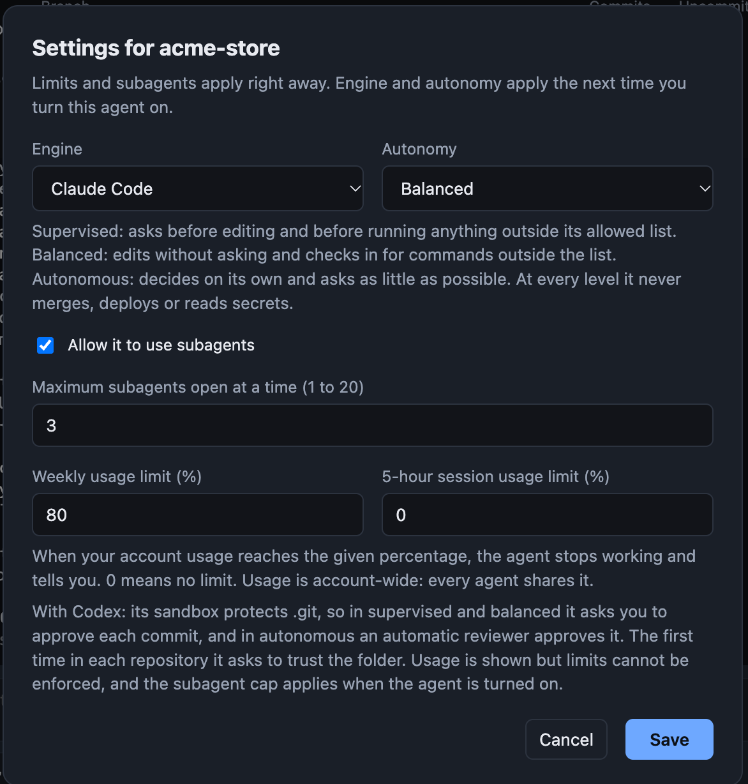 Branch
Settings for acme-store
Limits and subagents apply right away. Engine and autonomy apply the next time you
turn this agent on.
Engine
Autonomy
Claude Code
Balanced
Supervised: asks before editing and before running anything outside its allowed list.
Balanced: edits without asking and checks in for commands outside the list.
Autonomous: decides on its own and asks as little as possible. At every level it never
merges, deploys or reads secrets.
Allow it to use subagents
Maximum subagents open at a time (1 to 20)
3
Weekly usage limit (%)
5-hour session usage limit (%)
80
0
When your account usage reaches the given percentage, the agent stops working and
tells you. 0 means no limit. Usage is account-wide: every agent shares it.
With Codex: its sandbox protects .git, so in supervised and balanced it asks you to
approve each commit, and in autonomous an automatic reviewer approves it. The first
time in each repository it asks to trust the folder. Usage is shown but limits cannot be
enforced, and the subagent cap applies when the agent is turned on.
Cancel
Save